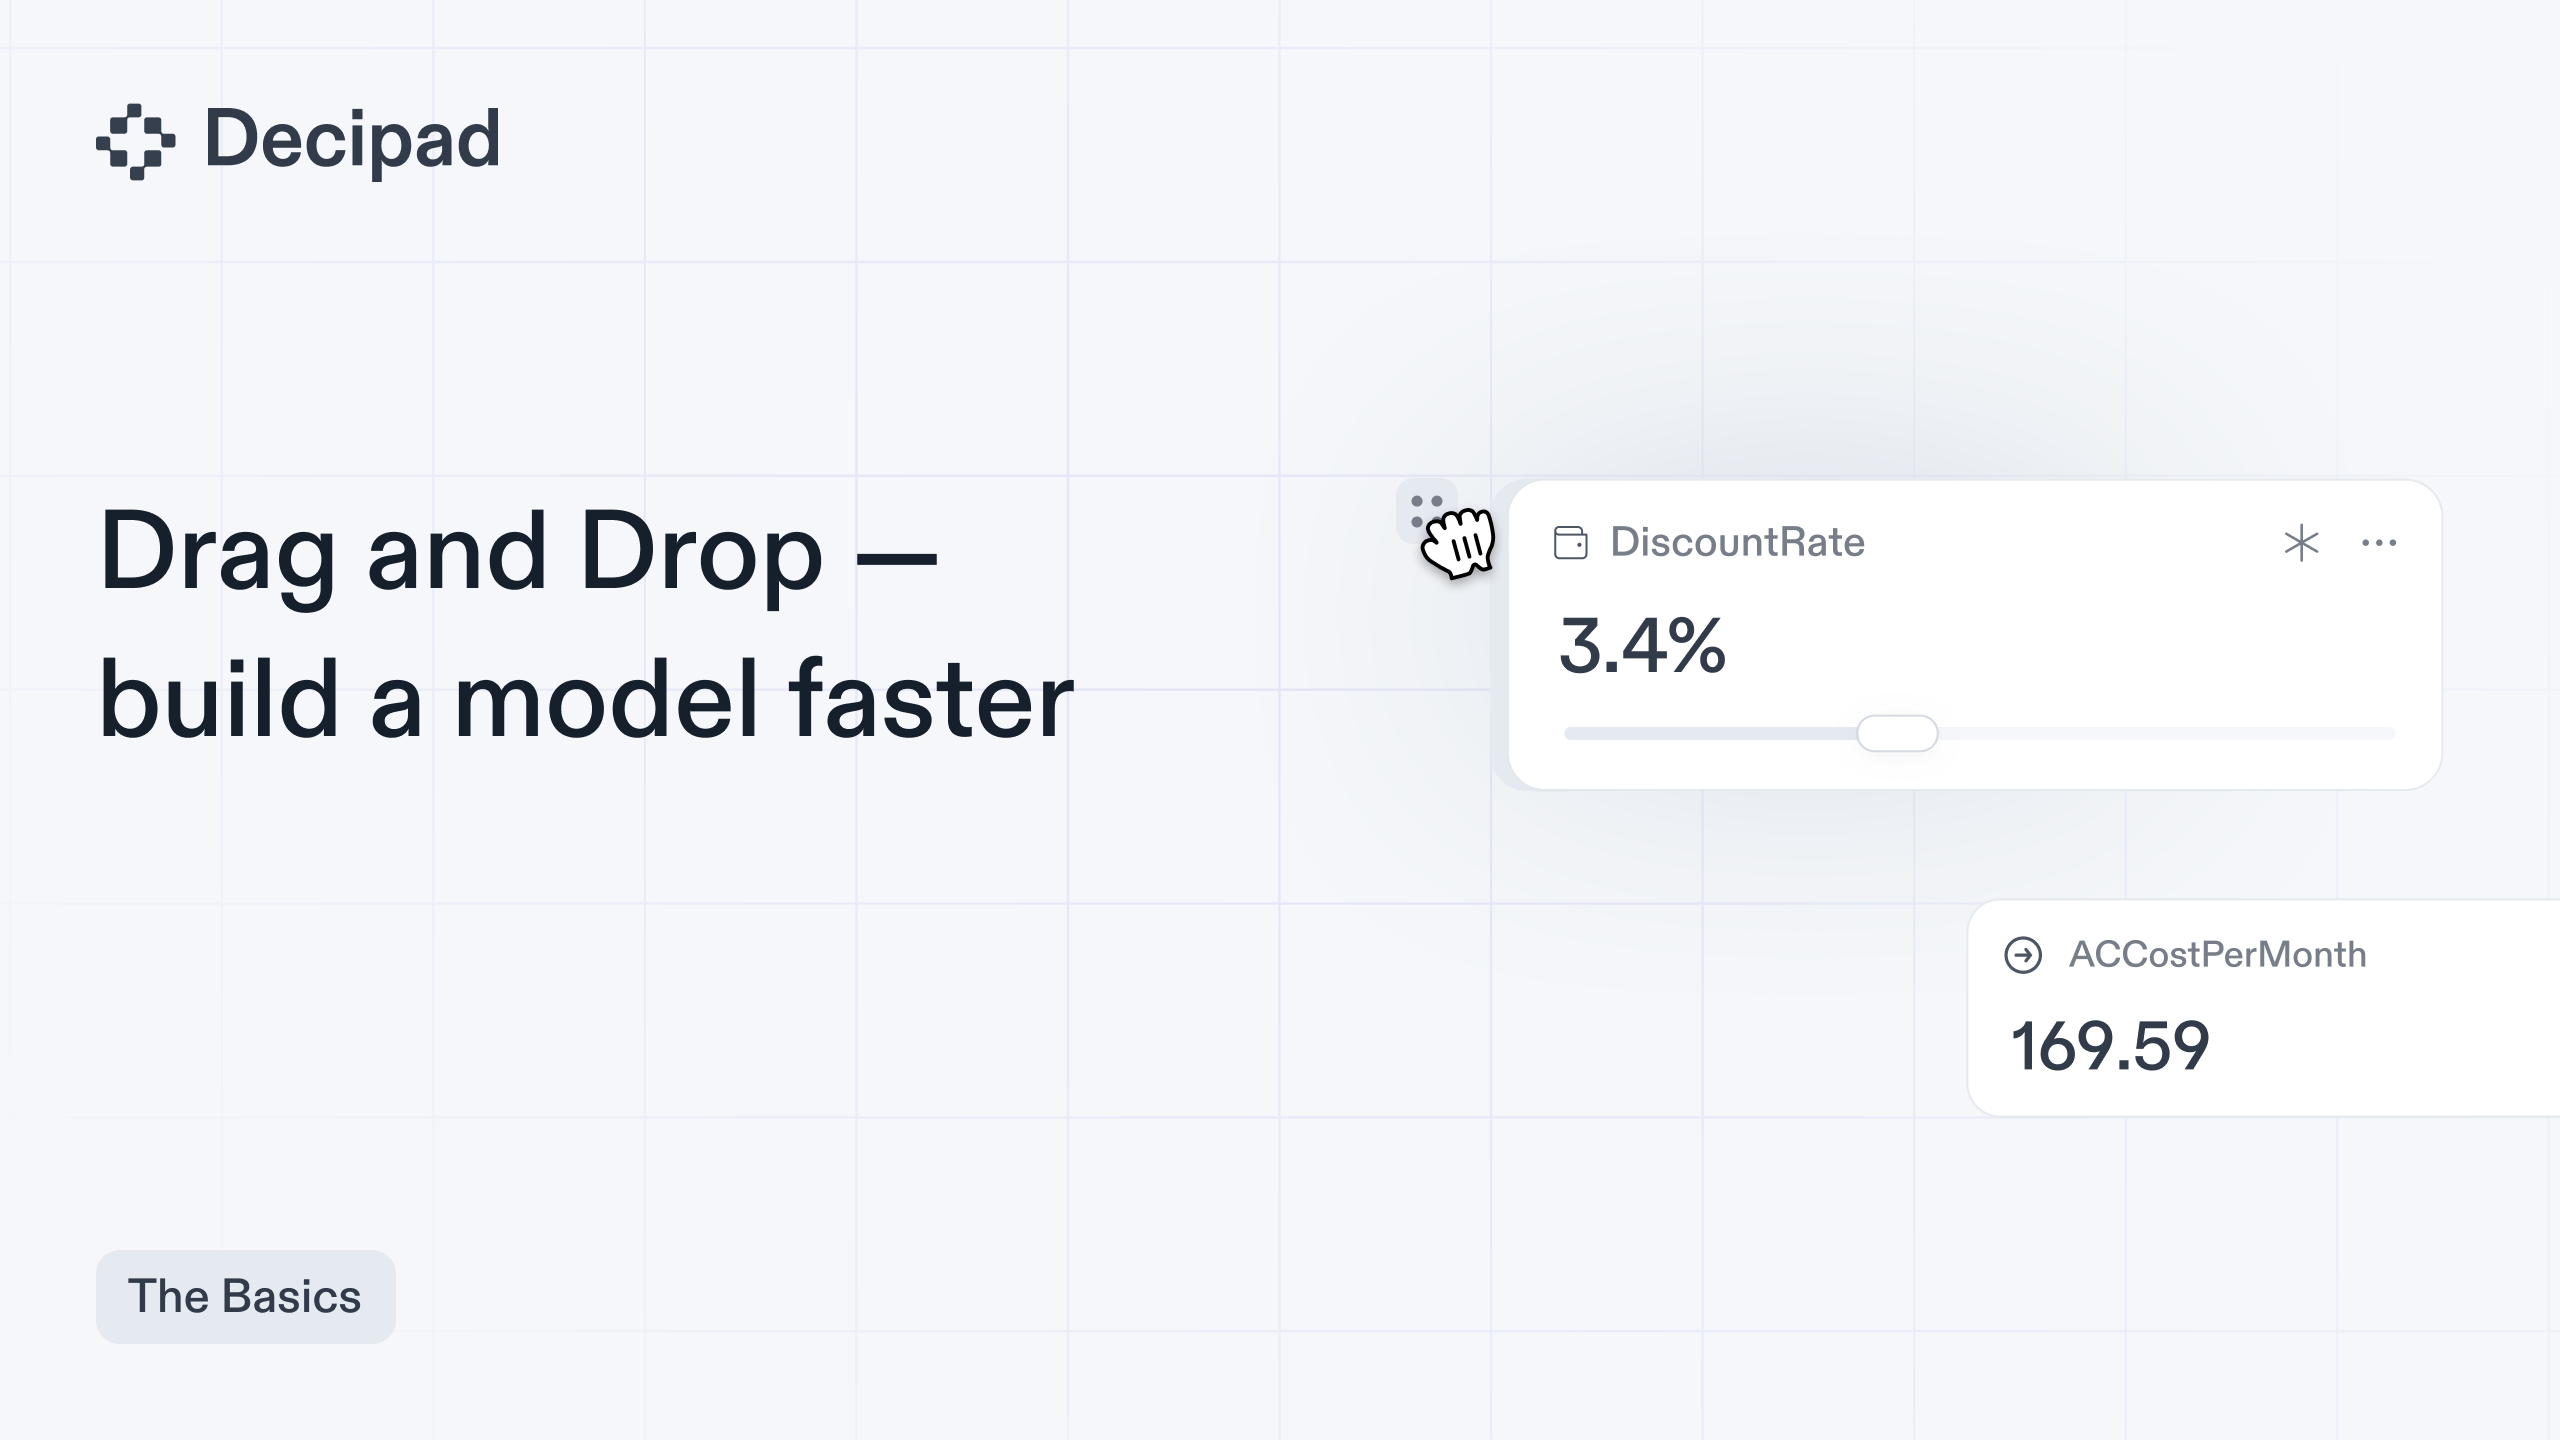 Decipad
Drag and Drop —
build a model faster
DiscountRate
3.4%
ACCostPerMonth
169.59
The Basics